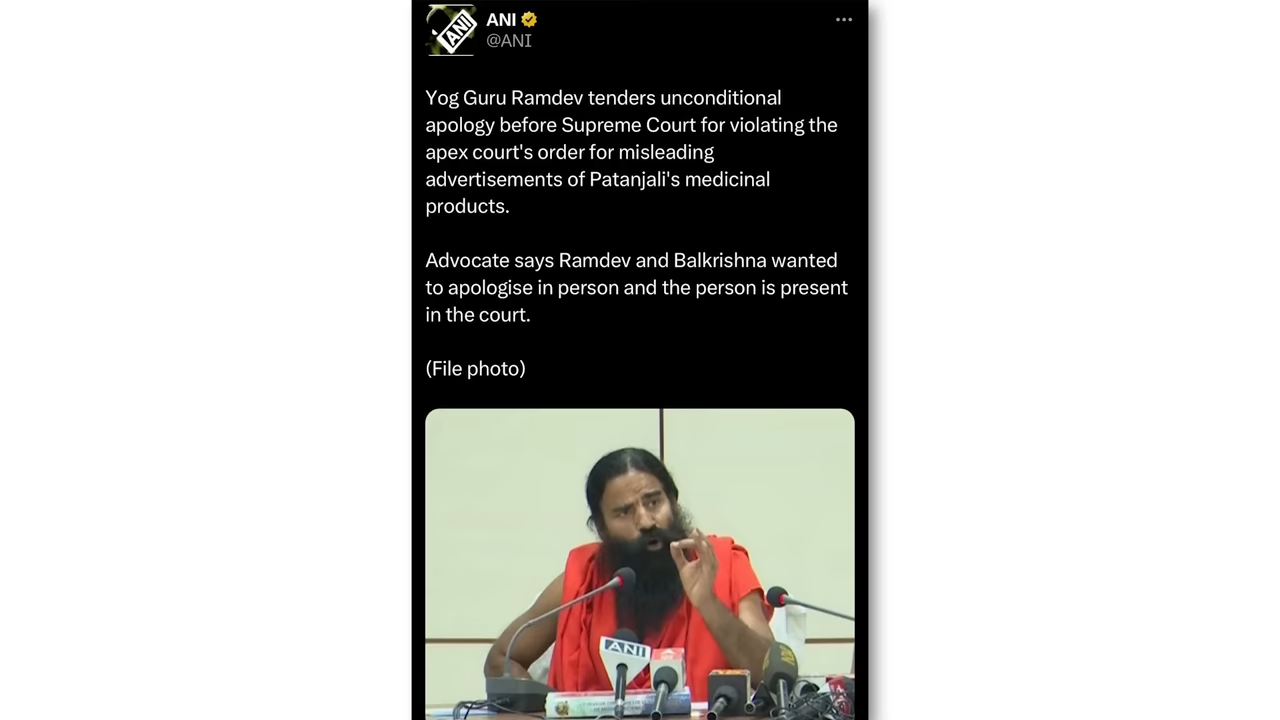 ANI
ANI
@ANI
Yog Guru Ramdev tenders unconditional
apology before Supreme Court for violating the
apex court's order for misleading
advertisements of Patanjali's medicinal
products.
Advocate says Ramdev and Balkrishna wanted
to apologise in person and the person is present
in the court.
(File photo)
ANI